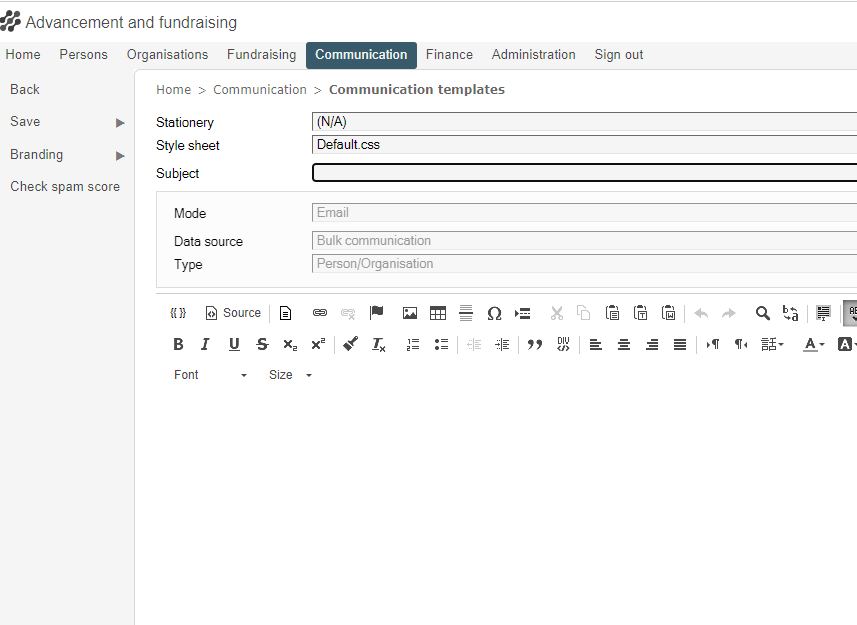 Advancement and fundraising
Home Persons Organisations Fundraising Communication Finance Administration Sign out
Back
Save
Branding
Check spam score
Home > Communication > Communication templates
Stationery (N/A)
Style sheet Default.css
Subject
Mode Email
Data source Bulk communication
Type Person/Organisation
Source
Font Size